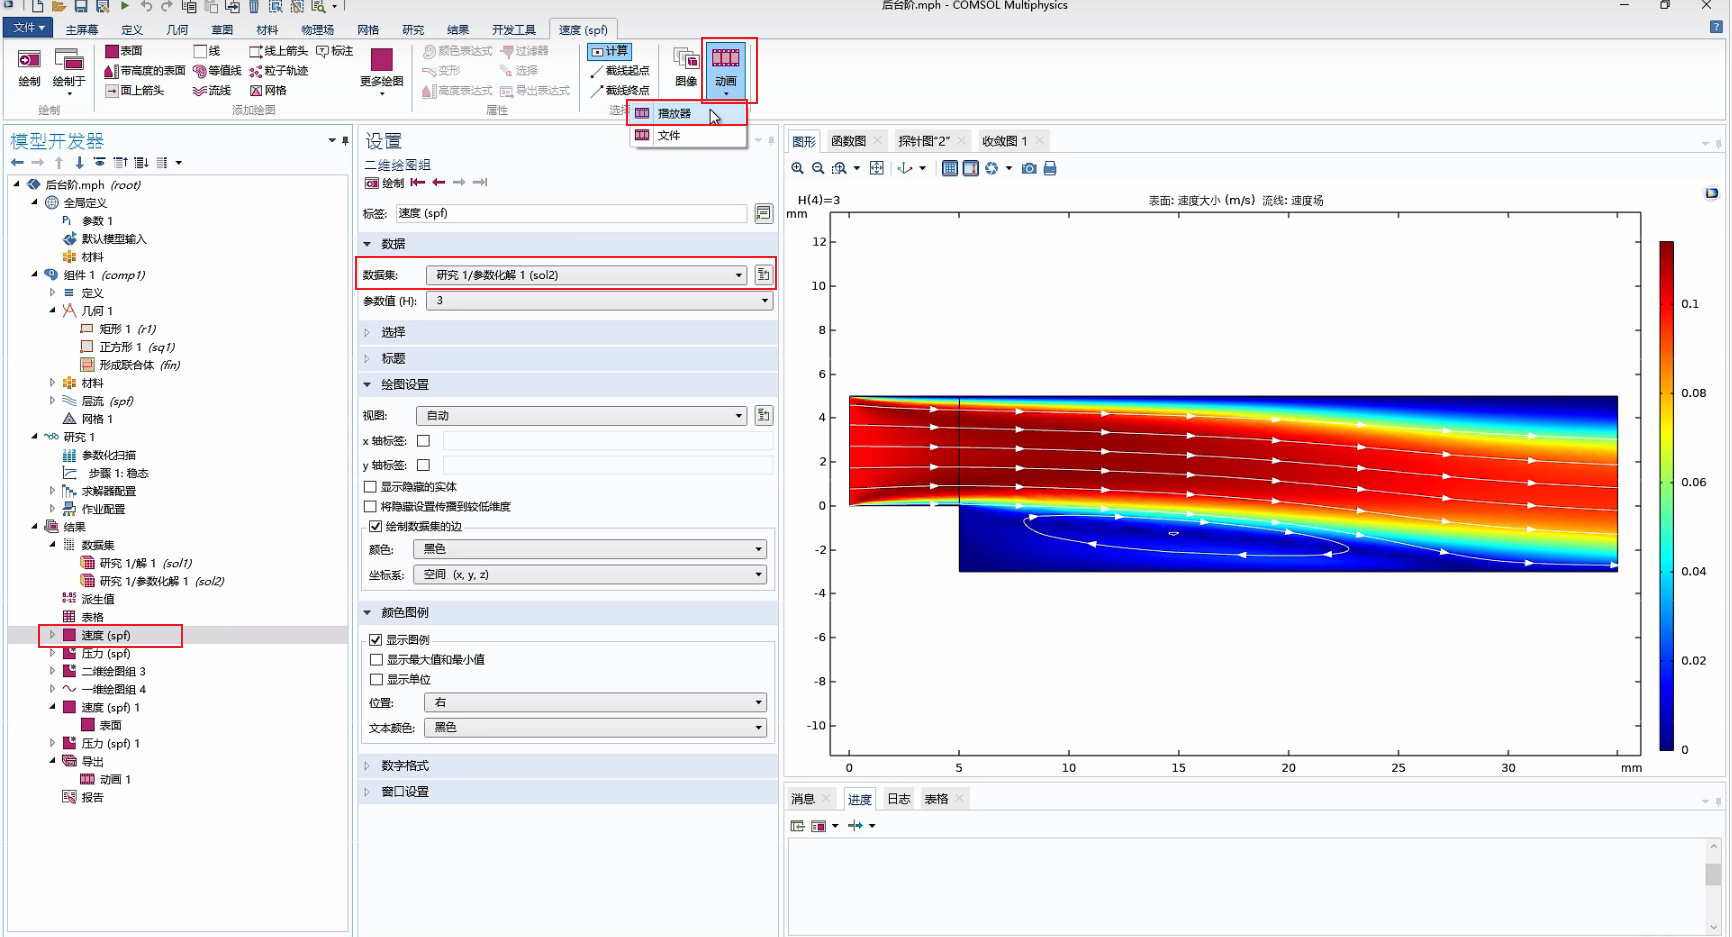 后台阶.mph - COMSOL Multiphysics
文件 主屏幕 定义 几何 草图 材料 物理场 网格 研究 结果 开发工具 速度 (spf)
表面 线 线上箭头 标注 颜色表达式 过滤器 计算
绘制 绘制于 带高度的表面 等值线 粒子轨迹 更多绘图 变形 选择 截线起点 图像 动画
面上箭头 流线 网格 高度表达式 导出表达式 截线终点
绘制 添加绘图 属性 选择
播放器
文件
模型开发器
后台阶.mph (root)
全局定义
Pi 参数 1
默认模型输入
材料
组件 1 (comp1)
定义
几何 1
矩形 1 (r1)
正方形 1 (sq1)
形成联合体 (fin)
材料
层流 (spf)
网格 1
研究 1
参数化扫描
步骤 1: 稳态
求解器配置
作业配置
结果
数据集
研究 1/解 1 (sol1)
研究 1/参数化解 1 (sol2)
派生值
表格
速度 (spf)
压力 (spf)
二维绘图组 3
一维绘图组 4
速度 (spf) 1
表面
压力 (spf) 1
导出
动画 1
报告
设置
二维绘图组
绘制
标签: 速度 (spf)
数据
数据集: 研究 1/参数化解 1 (sol2)
参数值 (H): 3
选择
标题
绘图设置
视图: 自动
x 轴标签:
y 轴标签:
显示隐藏的实体
将隐藏设置传播到较低维度
绘制数据集的边
颜色: 黑色
坐标系: 空间 (x, y, z)
颜色图例
显示图例
显示最大值和最小值
显示单位
位置: 右
文本颜色: 黑色
数字格式
窗口设置
图形 函数图 探针图"2" 收敛图 1
H(4)=3 表面: 速度大小 (m/s) 流线: 速度场
mm
12
10
8
6
4
2
0
-2
-4
-6
-8
-10
0 5 10 15 20 25 30 mm
0.1
0.08
0.06
0.04
0.02
0
消息 进度 日志 表格